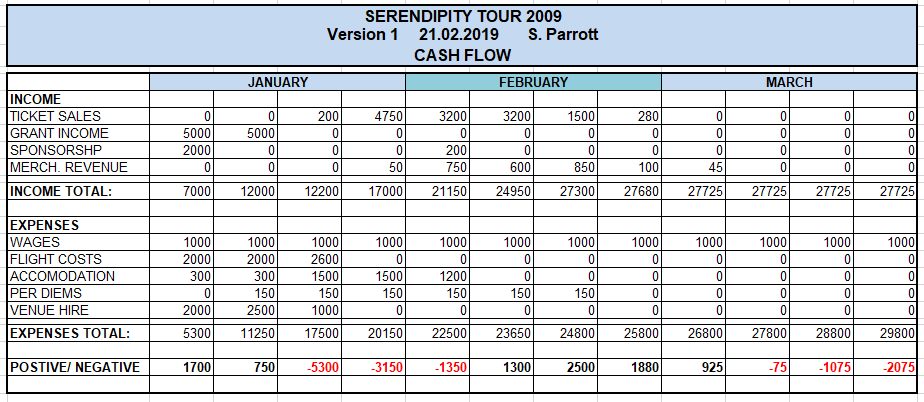 SERENDIPITY TOUR 2009
Version 1 21.02.2019 S. Parrott
CASH FLOW
JANUARY FEBRUARY MARCH
INCOME
TICKET SALES 0 0 200 4750 3200 3200 1500 280 0 0 0 0
GRANT INCOME 5000 5000 0 0 0 0 0 0 0 0 0 0
SPONSORSHP 2000 0 0 0 200 0 0 0 0 0 0 0
MERCH. REVENUE 0 0 0 50 750 600 850 100 45 0 0 0
INCOME TOTAL: 7000 12000 12200 17000 21150 24950 27300 27680 27725 27725 27725 27725
EXPENSES
WAGES 1000 1000 1000 1000 1000 1000 1000 1000 1000 1000 1000 1000
FLIGHT COSTS 2000 2000 2600 0 0 0 0 0 0 0 0 0
ACCOMODATION 300 300 1500 1500 1200 0 0 0 0 0 0 0
PER DIEMS 0 150 150 150 150 150 150 0 0 0 0 0
VENUE HIRE 2000 2500 1000 0 0 0 0 0 0 0 0 0
EXPENSES TOTAL: 5300 11250 17500 20150 22500 23650 24800 25800 26800 27800 28800 29800
POSTIVE/ NEGATIVE 1700 750 -5300 -3150 -1350 1300 2500 1880 925 -75 -1075 -2075